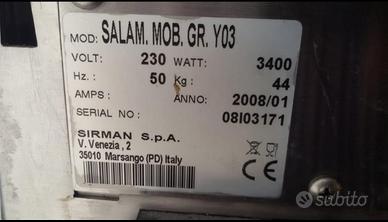 MOD: SALAM. MOB. GR. Y03
VOLT: 230 WATT: 3400
Hz.: 50 Kg: 44
AMPS: ANNO: 2008/01
SERIAL NO: 08I03171
SIRMAN S.p.A.
V. Venezia, 2
35010 Marsango (PD) Italy
CE
subito